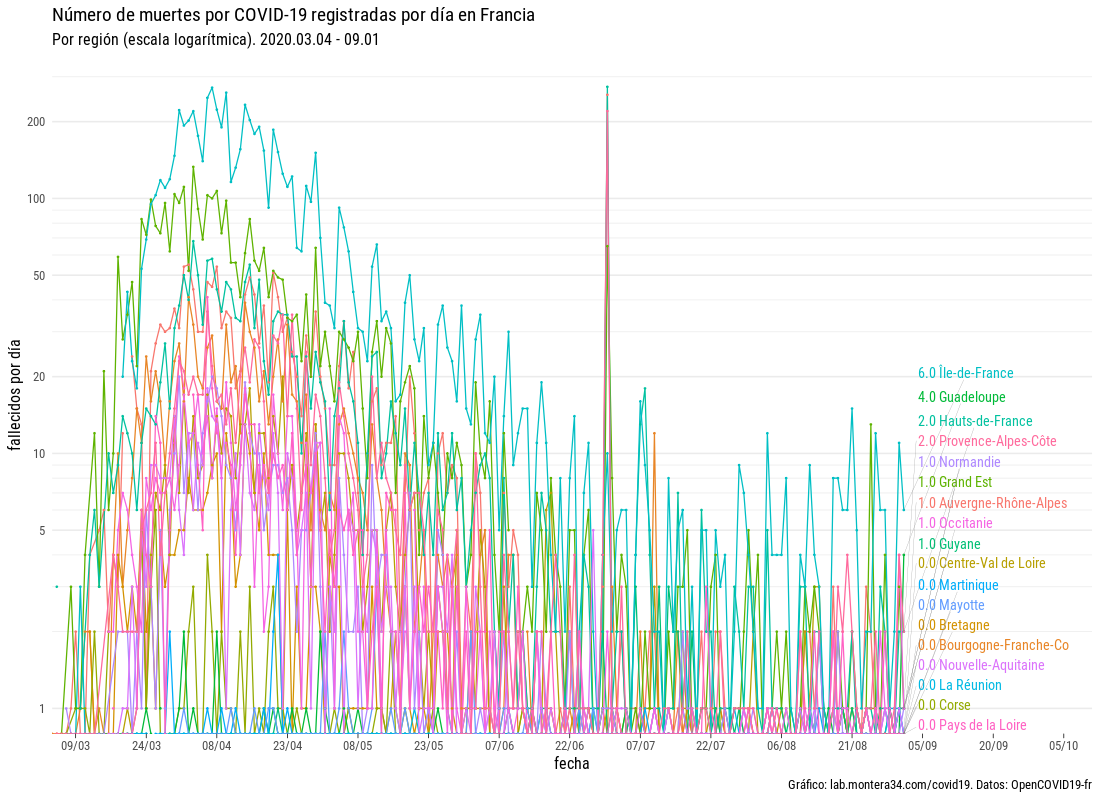 Número de muertes por COVID-19 registradas por día en Francia
Por región (escala logarítmica). 2020.03.04 - 09.01
fallecidos por día
200
100
50
20
10
5
1
6.0 Île-de-France
4.0 Guadeloupe
2.0 Hauts-de-France
2.0 Provence-Alpes-Côte
1.0 Normandie
1.0 Grand Est
1.0 Auvergne-Rhône-Alpes
1.0 Occitanie
1.0 Guyane
0.0 Centre-Val de Loire
0.0 Martinique
0.0 Mayotte
0.0 Bretagne
0.0 Bourgogne-Franche-Co
0.0 Nouvelle-Aquitaine
0.0 La Réunion
0.0 Corse
0.0 Pays de la Loire
09/03 24/03 08/04 23/04 08/05 23/05 07/06 22/06 07/07 22/07 06/08 21/08 05/09 20/09 05/10
fecha
Gráfico: lab.montera34.com/covid19. Datos: OpenCOVID19-fr